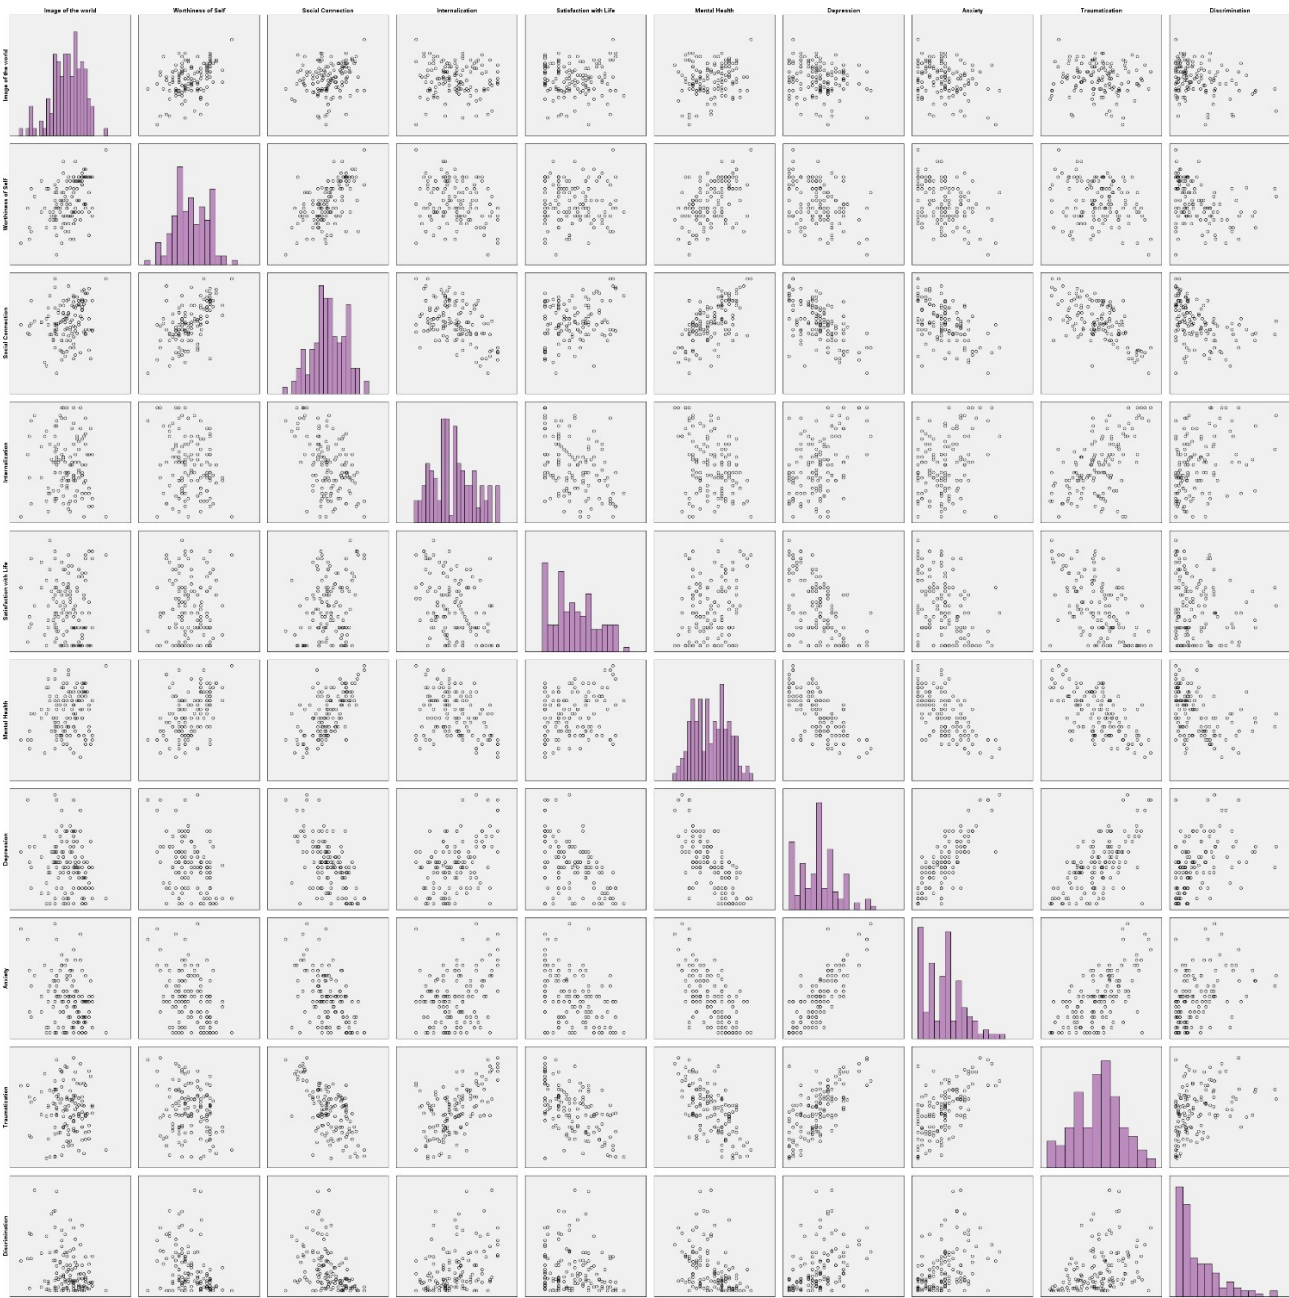 Image of the world
Worthiness of Self
Social Connection
Internalization
Satisfaction with Life
Mental Health
Depression
Anxiety
Traumatization
Discrimination
Image of the world
Worthiness of Self
Social Connection
Internalization
Satisfaction with Life
Mental Health
Depression
Anxiety
Traumatization
Discrimination